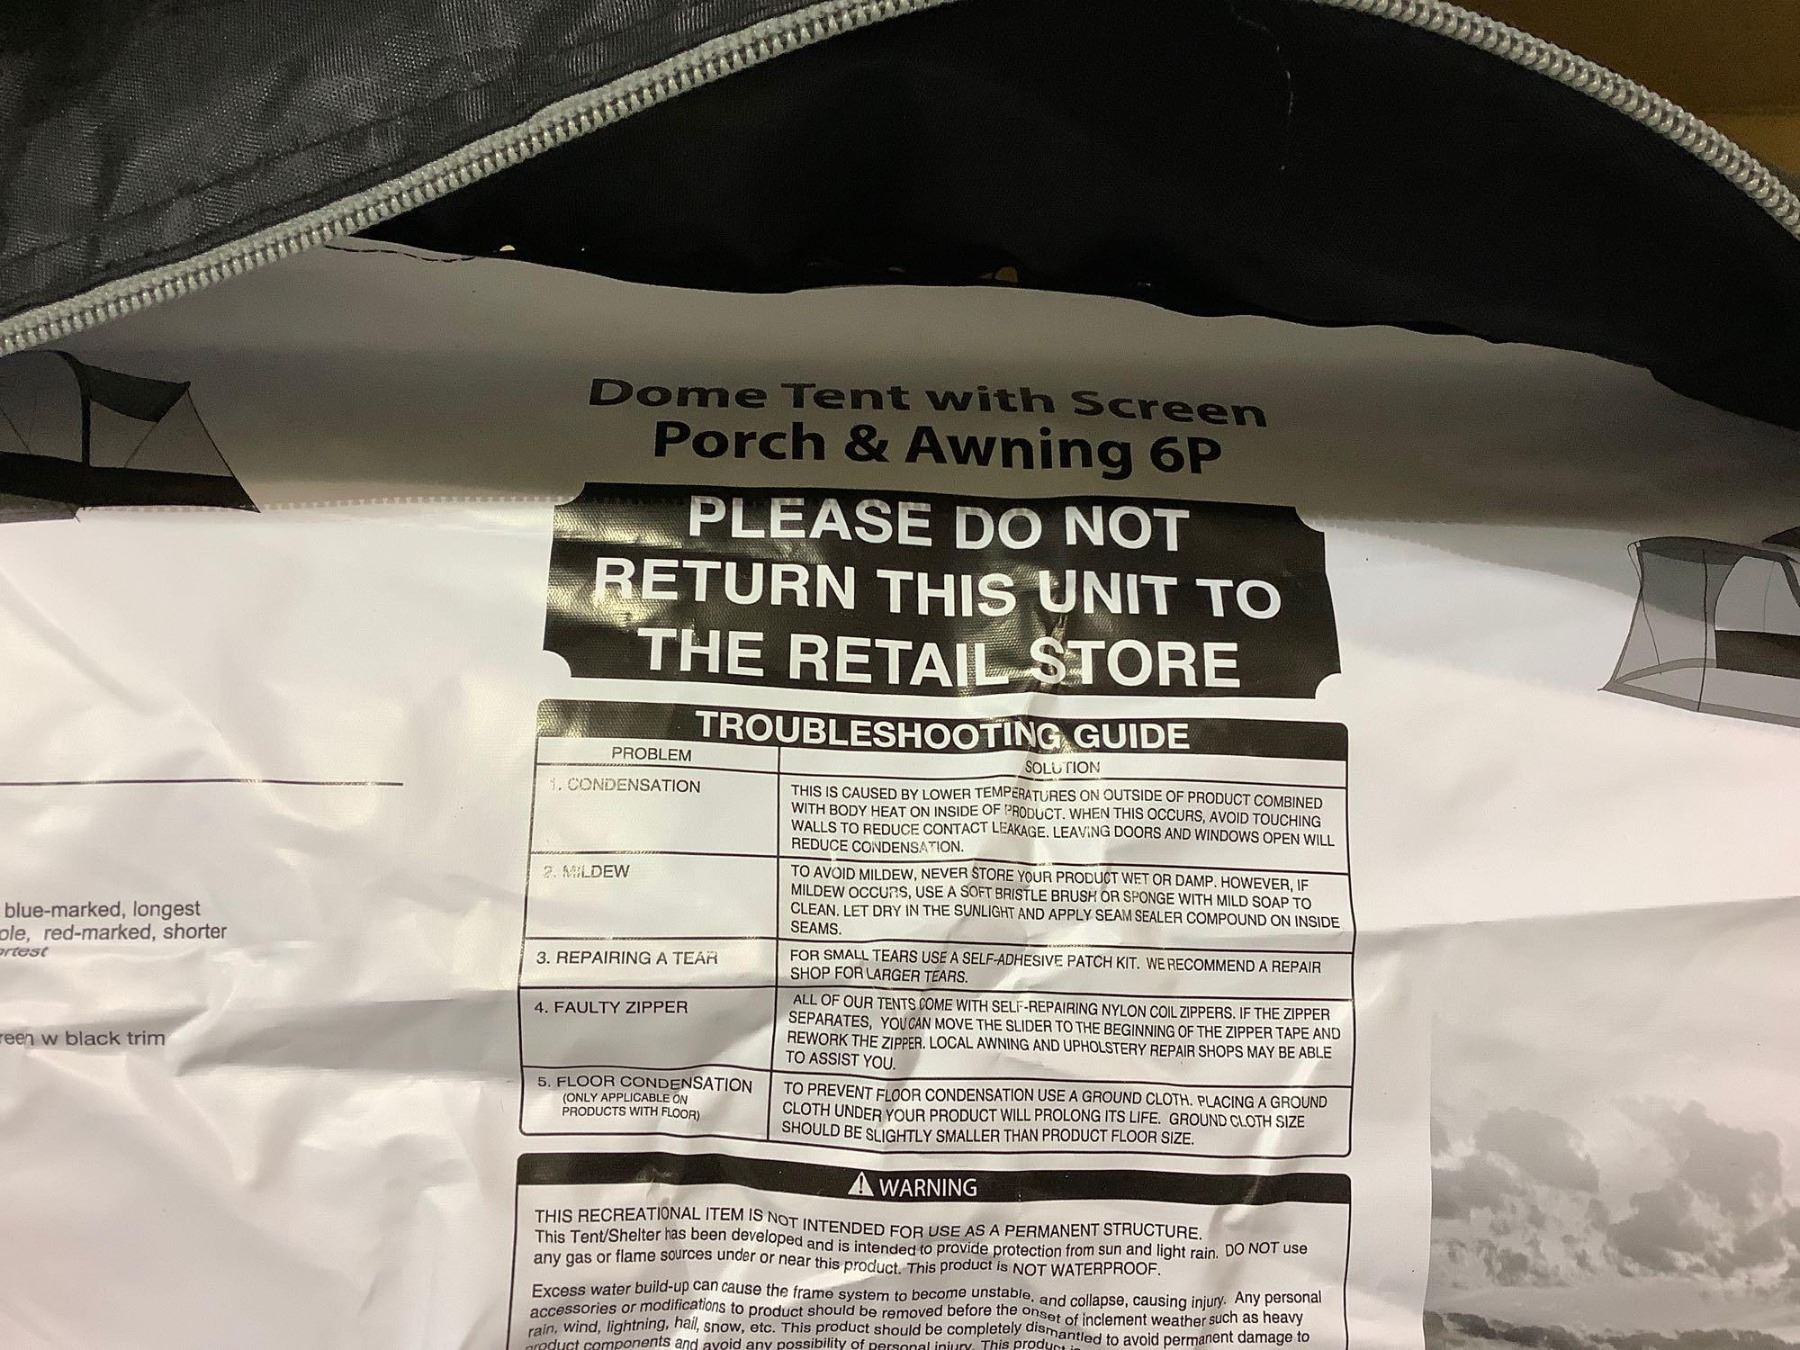 Dome Tent with Screen
Porch & Awning 6P
PLEASE DO NOT
RETURN THIS UNIT TO
THE RETAIL STORE
TROUBLESHOOTING GUIDE
PROBLEM
SOLUTION
1. CONDENSATION
THIS IS CAUSED BY LOWER TEMPERATURES ON OUTSIDE OF PRODUCT COMBINED
WITH BODY HEAT ON INSIDE OF PRODUCT. WHEN THIS OCCURS, AVOID TOUCHING
WALLS TO REDUCE CONTACT LEAKAGE. LEAVING DOORS AND WINDOWS OPEN WILL
REDUCE CONDENSATION.
2. MILDEW
TO AVOID MILDEW, NEVER STORE YOUR PRODUCT WET OR DAMP. HOWEVER, IF
MILDEW OCCURS, USE A SOFT BRISTLE BRUSH OR SPONGE WITH MILD SOAP TO
CLEAN. LET DRY IN THE SUNLIGHT AND APPLY SEAM SEALER COMPOUND ON INSIDE
SEAMS.
3. REPAIRING A TEAR
FOR SMALL TEARS USE A SELF-ADHESIVE PATCH KIT. WE RECOMMEND A REPAIR
SHOP FOR LARGER TEARS.
4. FAULTY ZIPPER
ALL OF OUR TENTS COME WITH SELF-REPAIRING NYLON COIL ZIPPERS. IF THE ZIPPER
SEPARATES, YOU CAN MOVE THE SLIDER TO THE BEGINNING OF THE ZIPPER TAPE AND
REWORK THE ZIPPER. LOCAL AWNING AND UPHOLSTERY REPAIR SHOPS MAY BE ABLE
TO ASSIST YOU.
5. FLOOR CONDENSATION
(ONLY APPLICABLE ON
PRODUCTS WITH FLOOR)
TO PREVENT FLOOR CONDENSATION USE A GROUND CLOTH. PLACING A GROUND
CLOTH UNDER YOUR PRODUCT WILL PROLONG ITS LIFE. GROUND CLOTH SIZE
SHOULD BE SLIGHTLY SMALLER THAN PRODUCT FLOOR SIZE.
WARNING
THIS RECREATIONAL ITEM IS NOT INTENDED FOR USE AS A PERMANENT STRUCTURE.
This Tent/Shelter has been developed and is intended to provide protection from sun and light rain. DO NOT use
any gas or flame sources under or near this product. This product is NOT WATERPROOF.
Excess water build-up can cause the frame system to become unstable, and collapse, causing injury. Any personal
accessories or modifications to product should be removed before the onset of inclement weather such as heavy
rain, wind, lightning, hail, snow, etc. This product should be completely dismantled to avoid permanent damage to
product components and avoid any possibility of personal injury. This product
blue-marked, longest
red-marked, shorter
w black trim